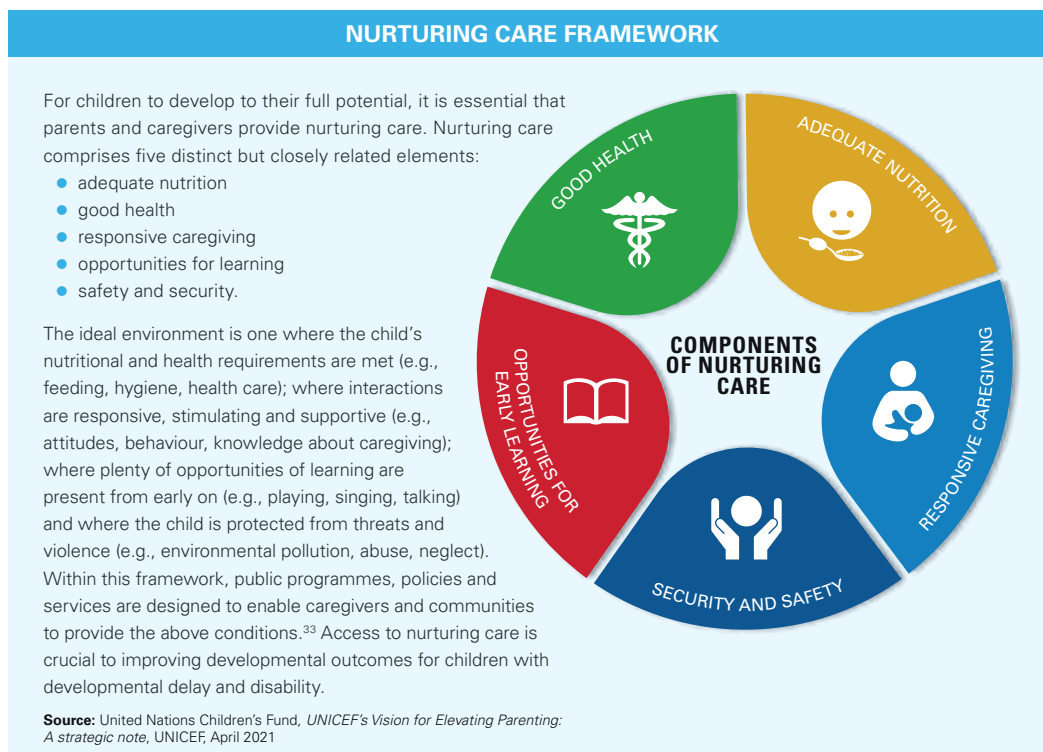 NURTURING CARE FRAMEWORK
For children to develop to their full potential, it is essential that
parents and caregivers provide nurturing care. Nurturing care
comprises five distinct but closely related elements:
● adequate nutrition
● good health
● responsive caregiving
● opportunities for learning
● safety and security.
The ideal environment is one where the child’s
nutritional and health requirements are met (e.g.,
feeding, hygiene, health care); where interactions
are responsive, stimulating and supportive (e.g.,
attitudes, behaviour, knowledge about caregiving);
where plenty of opportunities of learning are
present from early on (e.g., playing, singing, talking)
and where the child is protected from threats and
violence (e.g., environmental pollution, abuse, neglect).
Within this framework, public programmes, policies and
services are designed to enable caregivers and communities
to provide the above conditions.³³ Access to nurturing care is
crucial to improving developmental outcomes for children with
developmental delay and disability.
Source: United Nations Children’s Fund, UNICEF’s Vision for Elevating Parenting:
A strategic note, UNICEF, April 2021
GOOD HEALTH
ADEQUATE NUTRITION
COMPONENTS
OF NURTURING
CARE
OPPORTUNITIES FOR
EARLY LEARNING
RESPONSIVE CAREGIVING
SECURITY AND SAFETY